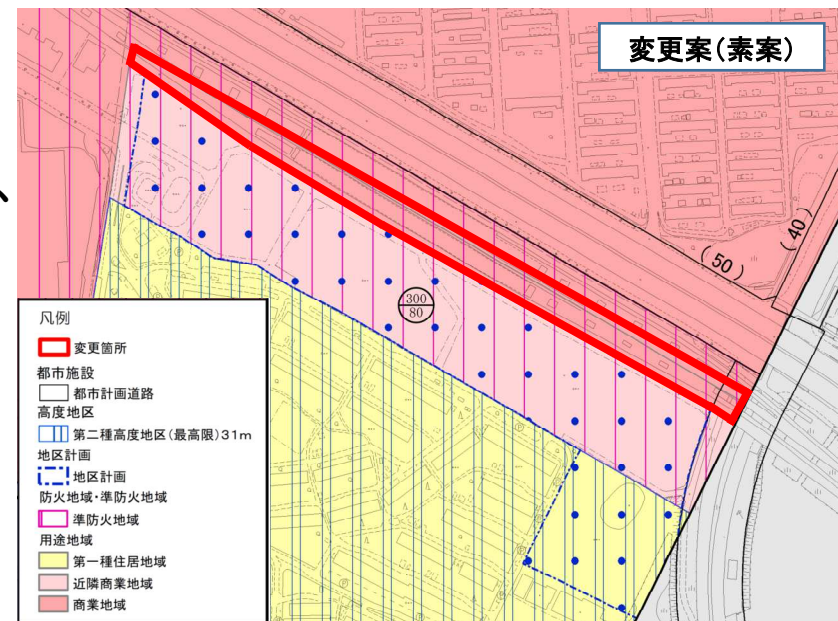 変更案(素案)
(40)
(50)
300
80
凡例
変更箇所
都市施設
都市計画道路
高度地区
第二種高度地区(最高限)31m
地区計画
地区計画
防火地域・準防火地域
準防火地域
用途地域
第一種住居地域
近隣商業地域
商業地域